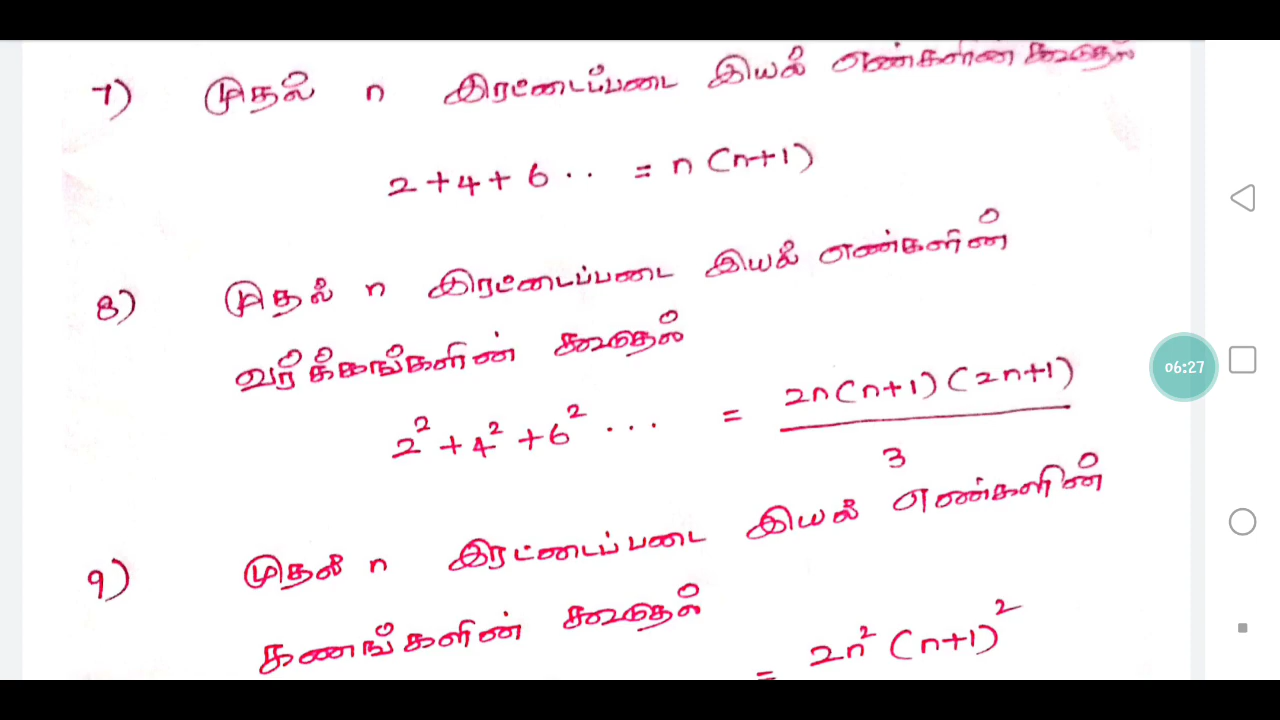 7) முதல் n இரட்டைப்படை இயல் எண்களின் கூடுதல்
2 + 4 + 6 .. = n (n+1)
8) முதல் n இரட்டைப்படை இயல் எண்களின்
வர்க்கங்களின் கூடுதல்
2² + 4² + 6² ... = 2n (n+1) (2n+1) / 3
06:27
9) முதல் n இரட்டைப்படை இயல் எண்களின்
கணங்களின் கூடுதல்
= 2n² (n+1)²